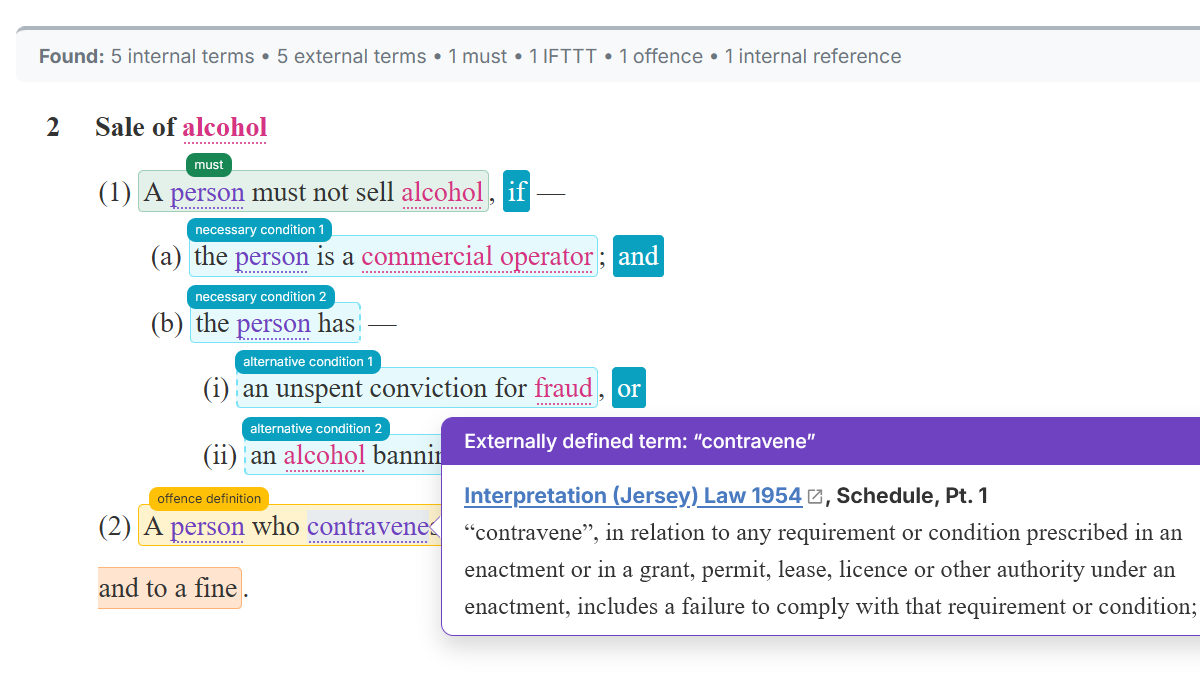 Found: 5 internal terms • 5 external terms • 1 must • 1 IFTTT • 1 offence • 1 internal reference
2 Sale of alcohol
must
(1) A person must not sell alcohol, if —
necessary condition 1
(a) the person is a commercial operator; and
necessary condition 2
(b) the person has —
alternative condition 1
(i) an unspent conviction for fraud, or
alternative condition 2
(ii) an alcohol
offence definition
(2) A person who contravenes
and to a fine.
Externally defined term: “contravene”
Interpretation (Jersey) Law 1954, Schedule, Pt. 1
“contravene”, in relation to any requirement or condition prescribed in an
enactment or in a grant, permit, lease, licence or other authority under an
enactment, includes a failure to comply with that requirement or condition;